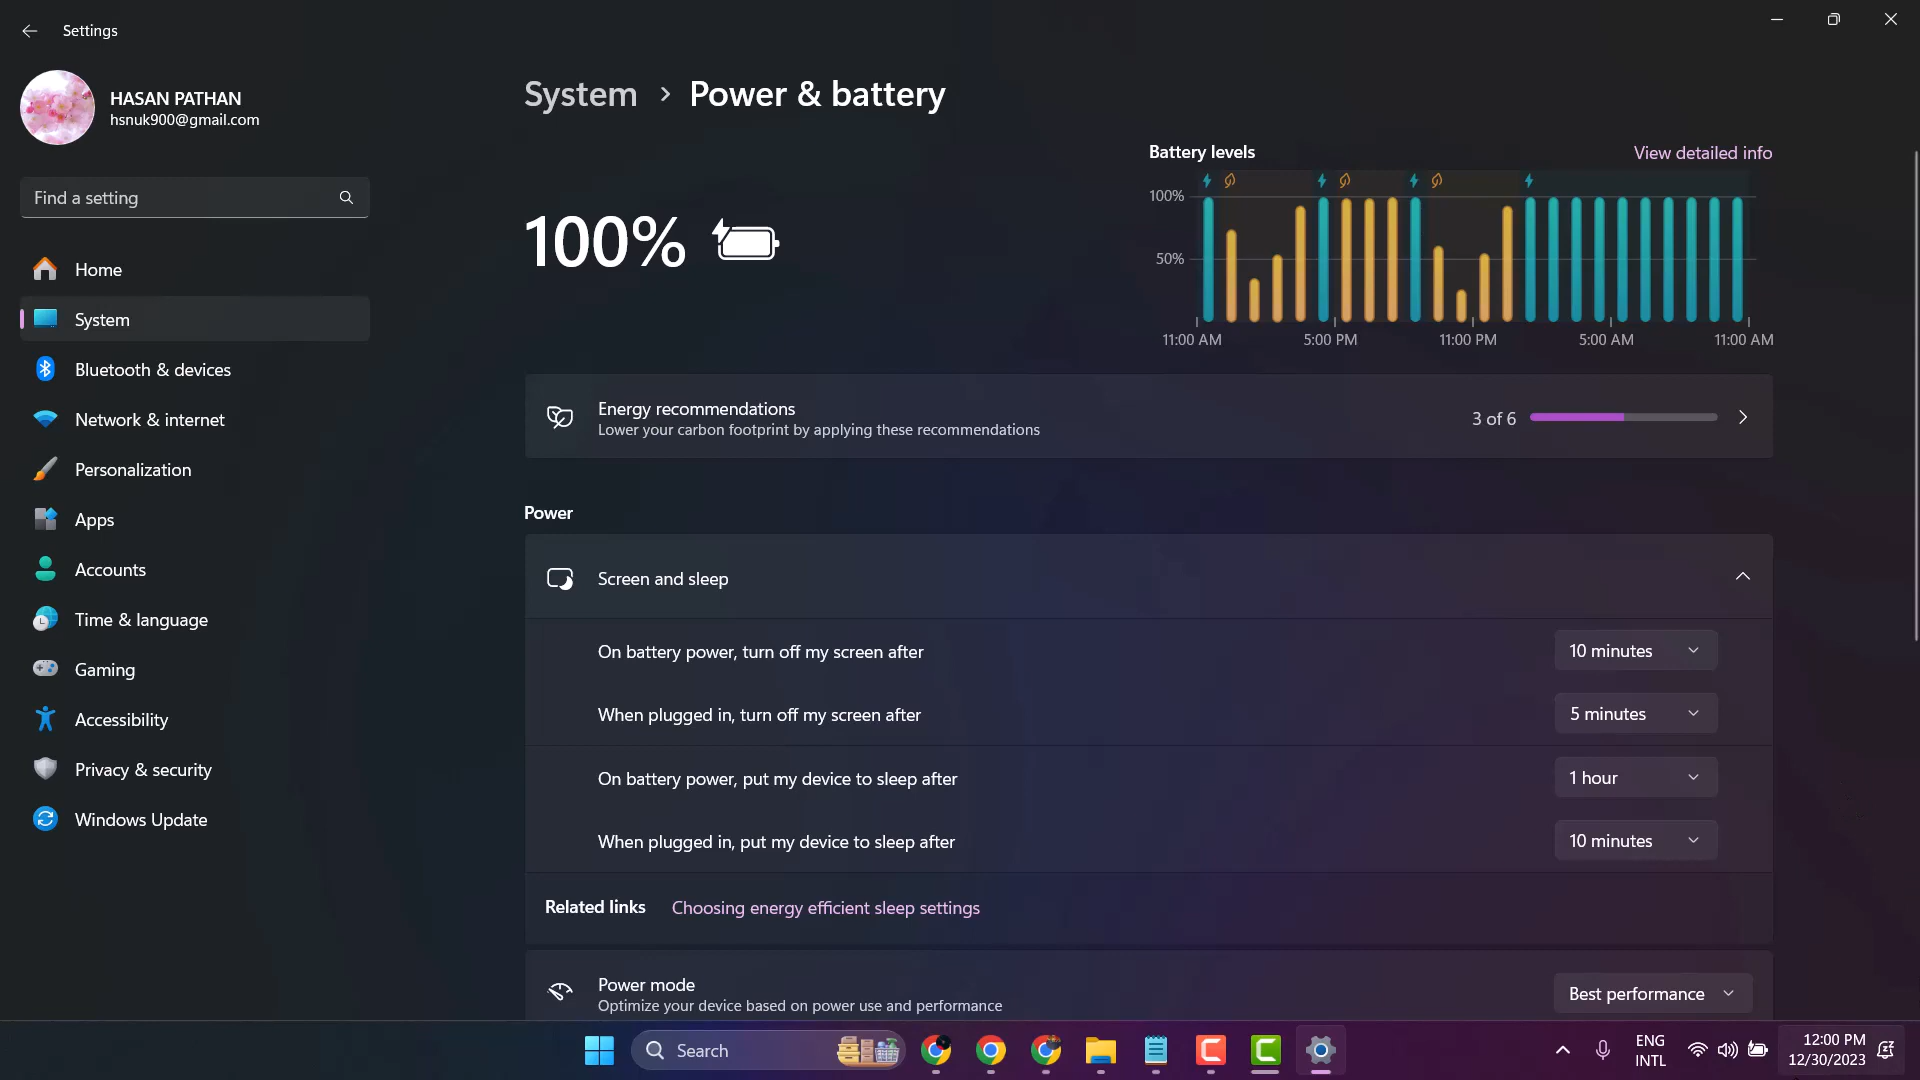 Settings
HASAN PATHAN
hsnuk900@gmail.com
Find a setting
Home
System
Bluetooth & devices
Network & internet
Personalization
Apps
Accounts
Time & language
Gaming
Accessibility
Privacy & security
Windows Update
System > Power & battery
100%
Battery levels
View detailed info
100%
50%
11:00 AM 5:00 PM 11:00 PM 5:00 AM 11:00 AM
Energy recommendations
Lower your carbon footprint by applying these recommendations
3 of 6
Power
Screen and sleep
On battery power, turn off my screen after 10 minutes
When plugged in, turn off my screen after 5 minutes
On battery power, put my device to sleep after 1 hour
When plugged in, put my device to sleep after 10 minutes
Related links Choosing energy efficient sleep settings
Power mode
Optimize your device based on power use and performance
Best performance
Search
ENG
INTL
12:00 PM
12/30/2023